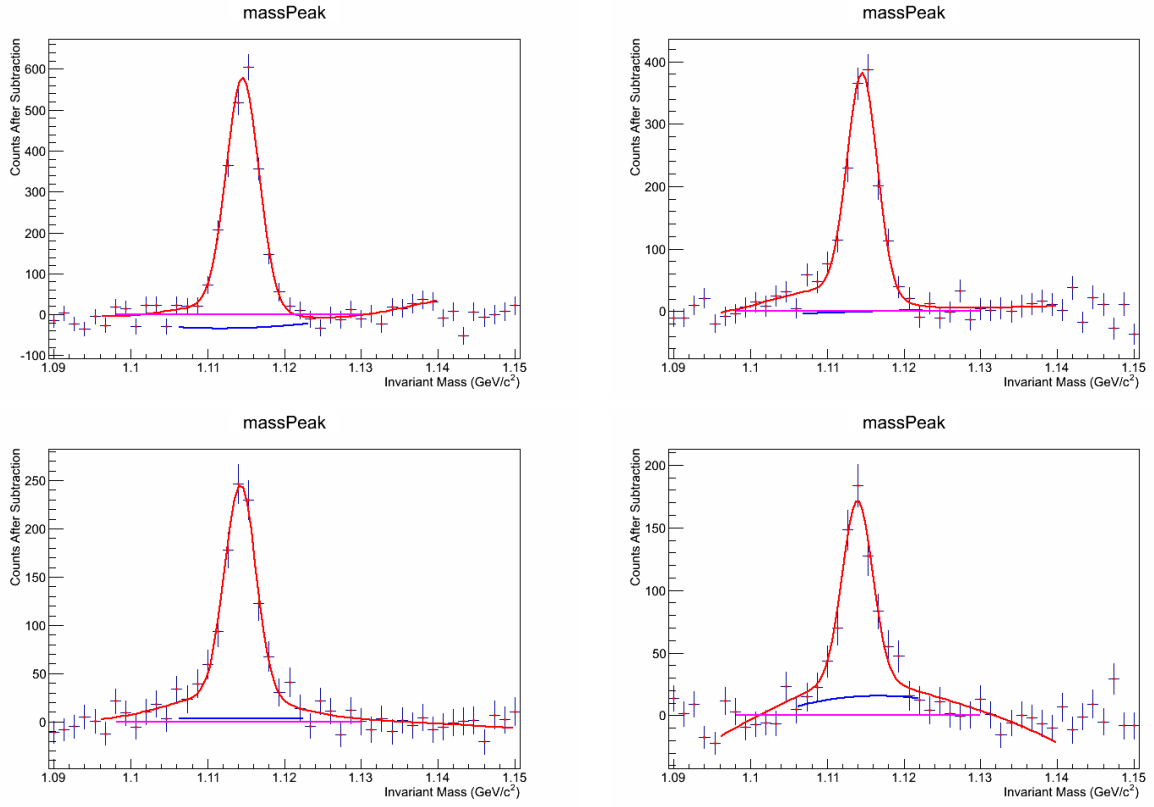 massPeak
Counts After Subtraction
600
500
400
300
200
100
0
-100
1.09 1.1 1.11 1.12 1.13 1.14 1.15
Invariant Mass (GeV/c²)
massPeak
Counts After Subtraction
400
300
200
100
0
1.09 1.1 1.11 1.12 1.13 1.14 1.15
Invariant Mass (GeV/c²)
massPeak
Counts After Subtraction
250
200
150
100
50
0
1.09 1.1 1.11 1.12 1.13 1.14 1.15
Invariant Mass (GeV/c²)
massPeak
Counts After Subtraction
200
150
100
50
0
1.09 1.1 1.11 1.12 1.13 1.14 1.15
Invariant Mass (GeV/c²)